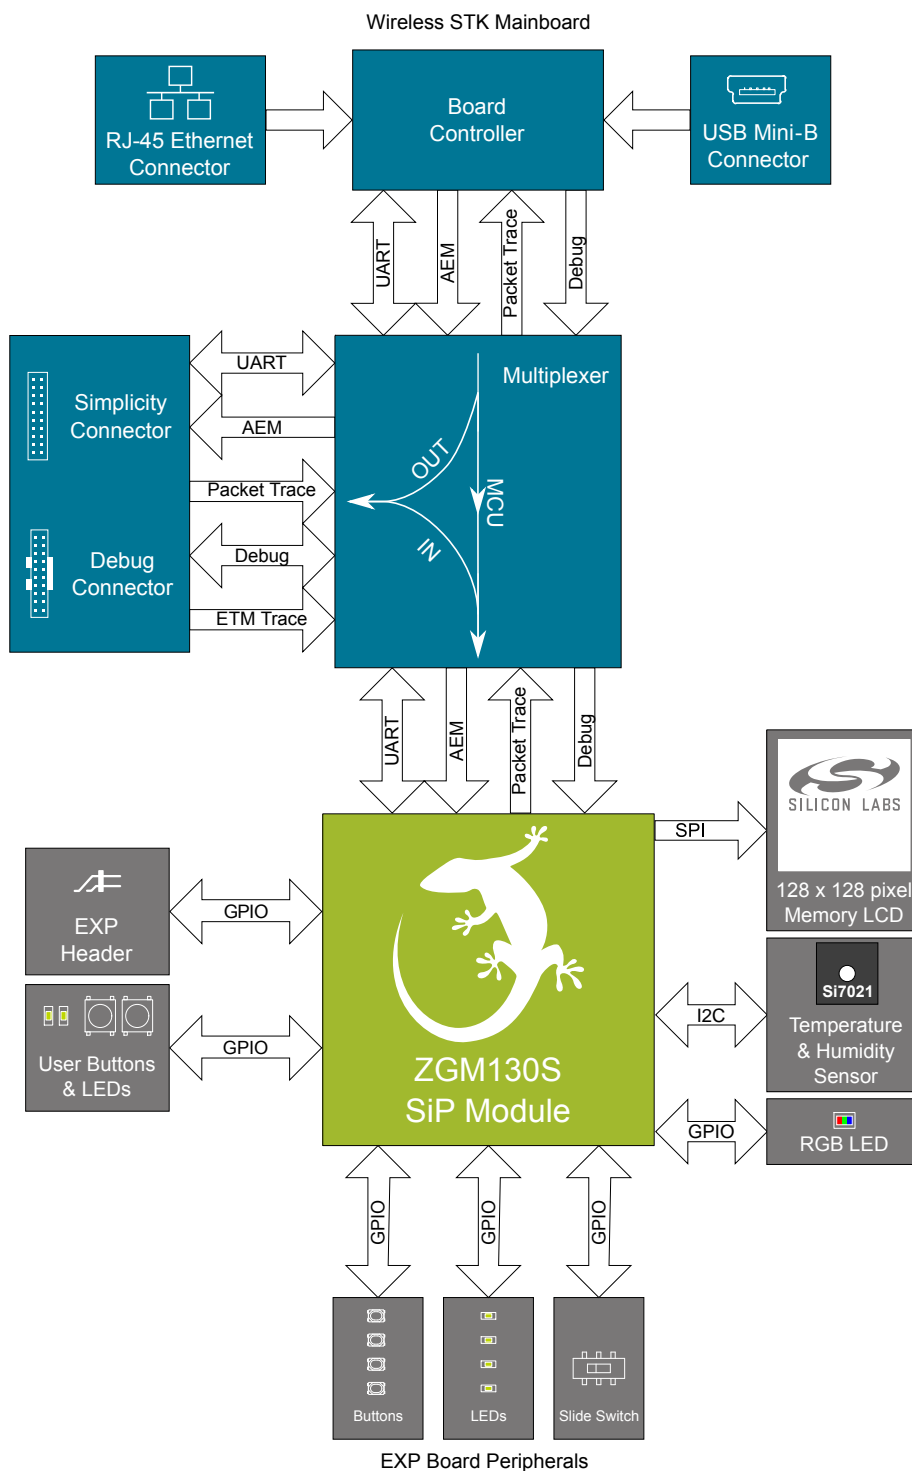 Wireless STK Mainboard
RJ-45 Ethernet
Connector
Board
Controller
USB Mini-B
Connector
UART
AEM
Packet Trace
Debug
Simplicity
Connector
Debug
Connector
UART
AEM
Packet Trace
Debug
ETM Trace
Multiplexer
OUT
MCU
IN
UART
AEM
Packet Trace
Debug
SPI
SILICON LABS
128 x 128 pixel
Memory LCD
EXP
Header
GPIO
User Buttons
& LEDs
GPIO
ZGM130S
SiP Module
I2C
Si7021
Temperature
& Humidity
Sensor
GPIO
RGB LED
GPIO
GPIO
GPIO
Buttons
LEDs
Slide Switch
EXP Board Peripherals